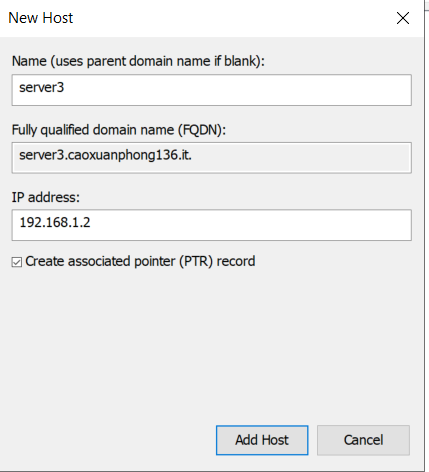 New Host
Name (uses parent domain name if blank):
server3
Fully qualified domain name (FQDN):
server3.caoxuanphong136.it.
IP address:
192.168.1.2
Create associated pointer (PTR) record
Add Host
Cancel